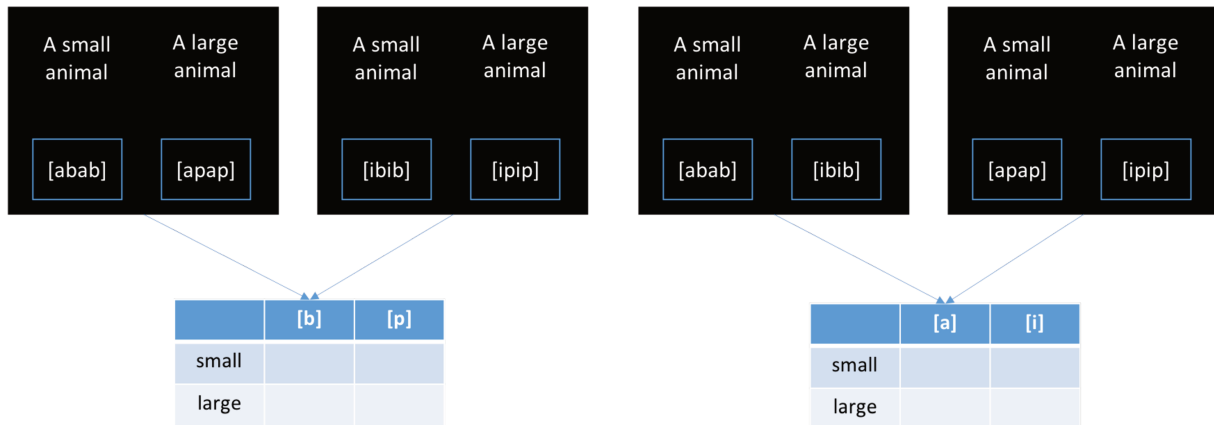 A small animal
A large animal
[abab]
[apap]
A small animal
A large animal
[ibib]
[ipip]
A small animal
A large animal
[abab]
[ibib]
A small animal
A large animal
[apap]
[ipip]
[b] [p]
small
large
[a] [i]
small
large